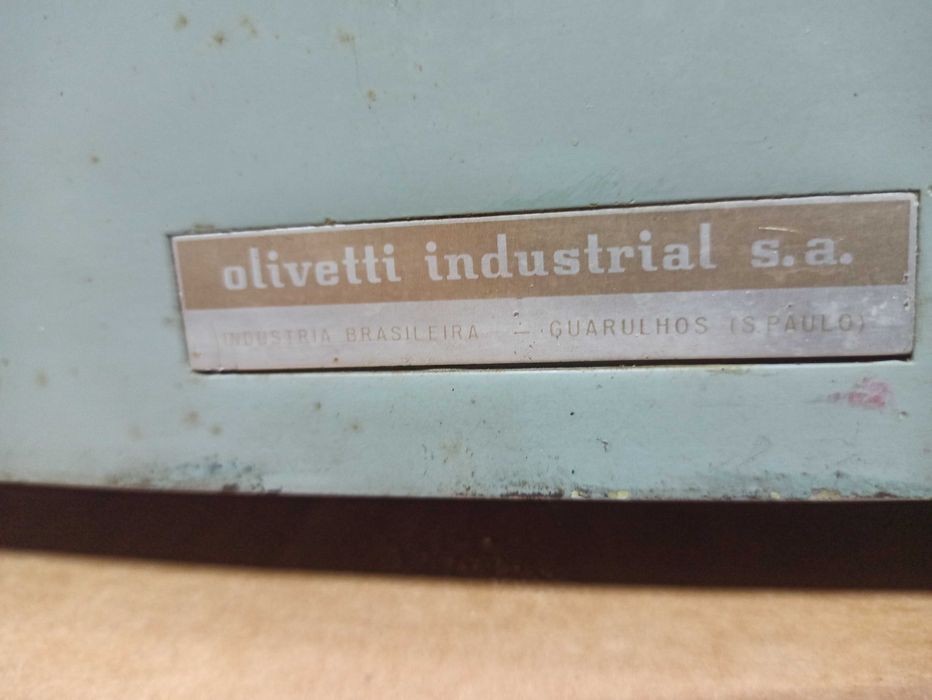 olivetti industrial s.a.
INDUSTRIA BRASILEIRA - GUARULHOS (S.PAULO)